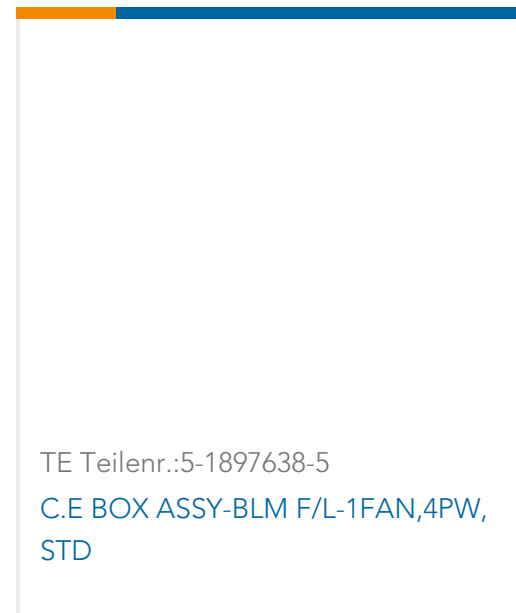 TE Teilenr.:5-1897638-5
C.E BOX ASSY-BLM F/L-1FAN,4PW,
STD